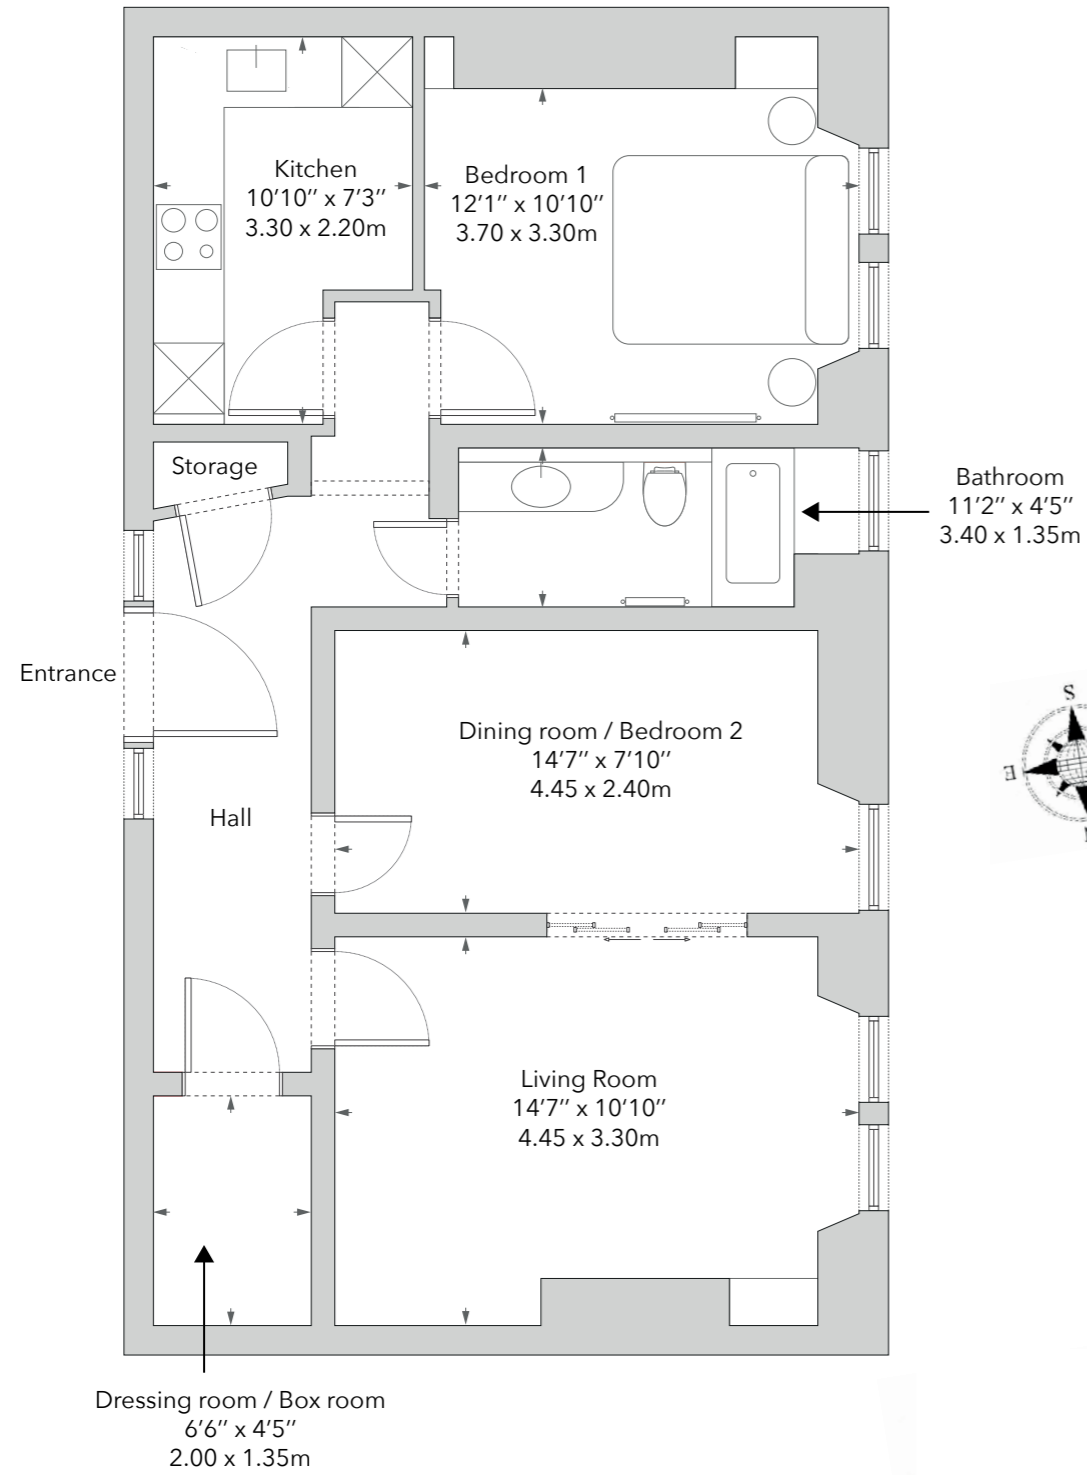 Kitchen
10’10’’ x 7’3’’
3.30 x 2.20m
Bedroom 1
12’1’’ x 10’10’’
3.70 x 3.30m
Storage
Bathroom
11’2’’ x 4’5’’
3.40 x 1.35m
Entrance
Dining room / Bedroom 2
14’7’’ x 7’10’’
4.45 x 2.40m
S
E
Hall
Living Room
14’7’’ x 10’10’’
4.45 x 3.30m
Dressing room / Box room
6’6’’ x 4’5’’
2.00 x 1.35m